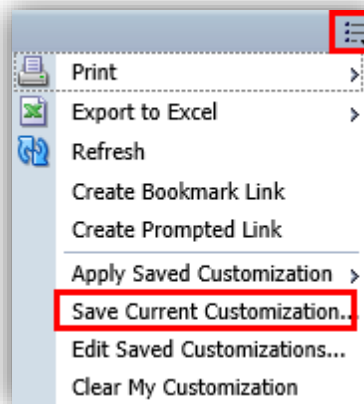 Print
Export to Excel
Refresh
Create Bookmark Link
Create Prompted Link
Apply Saved Customization
Save Current Customization..
Edit Saved Customizations...
Clear My Customization